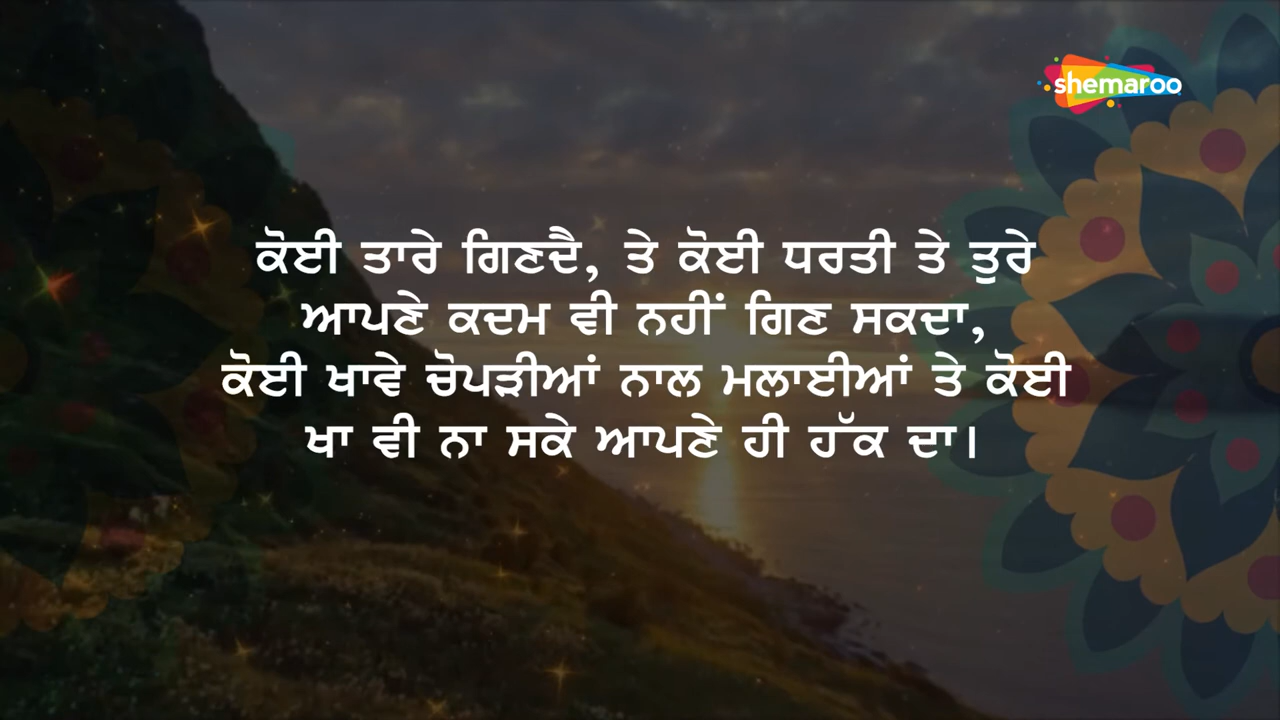 shemaroo
ਕੋਈ ਤਾਰੇ ਗਿਣਦੈ, ਤੇ ਕੋਈ ਧਰਤੀ ਤੇ ਤੁਰੇ
ਆਪਣੇ ਕਦਮ ਵੀ ਨਹੀਂ ਗਿਣ ਸਕਦਾ,
ਕੋਈ ਖਾਵੇ ਚੋਪੜੀਆਂ ਨਾਲ ਮਲਾਈਆਂ ਤੇ ਕੋਈ
ਖਾ ਵੀ ਨਾ ਸਕੇ ਆਪਣੇ ਹੀ ਹੱਕ ਦਾ।